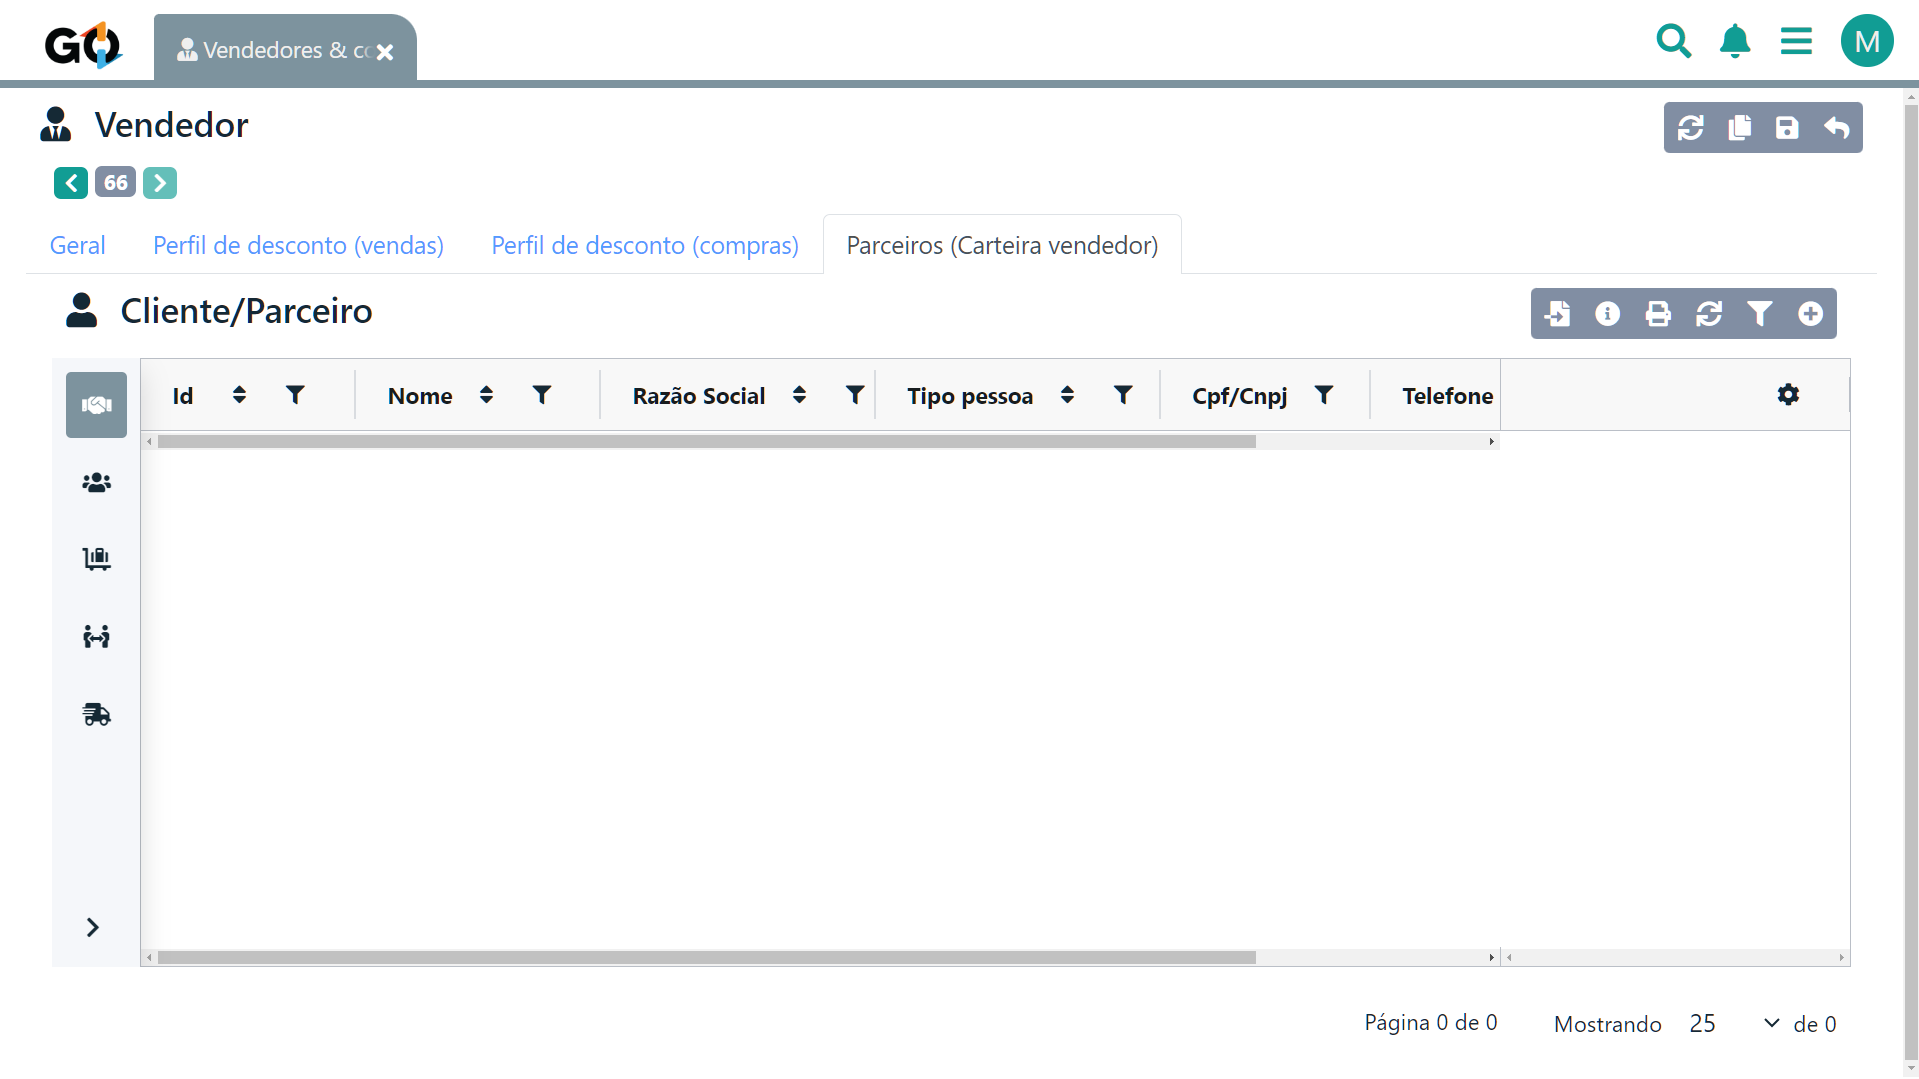 GO
Vendedores & co
M
Vendedor
66
Geral
Perfil de desconto (vendas)
Perfil de desconto (compras)
Parceiros (Carteira vendedor)
Cliente/Parceiro
Id
Nome
Razão Social
Tipo pessoa
Cpf/Cnpj
Telefone
Página 0 de 0
Mostrando 25 de 0